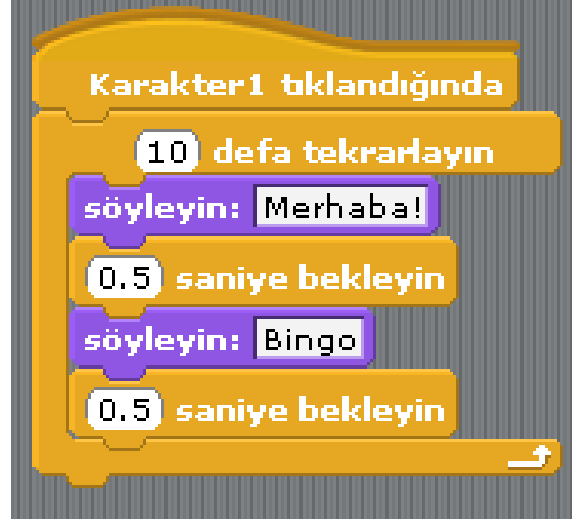 Karakter1 tıklandığında
10 defa tekrarlayın
söyleyin: Merhaba!
0.5 saniye bekleyin
söyleyin: Bingo
0.5 saniye bekleyin